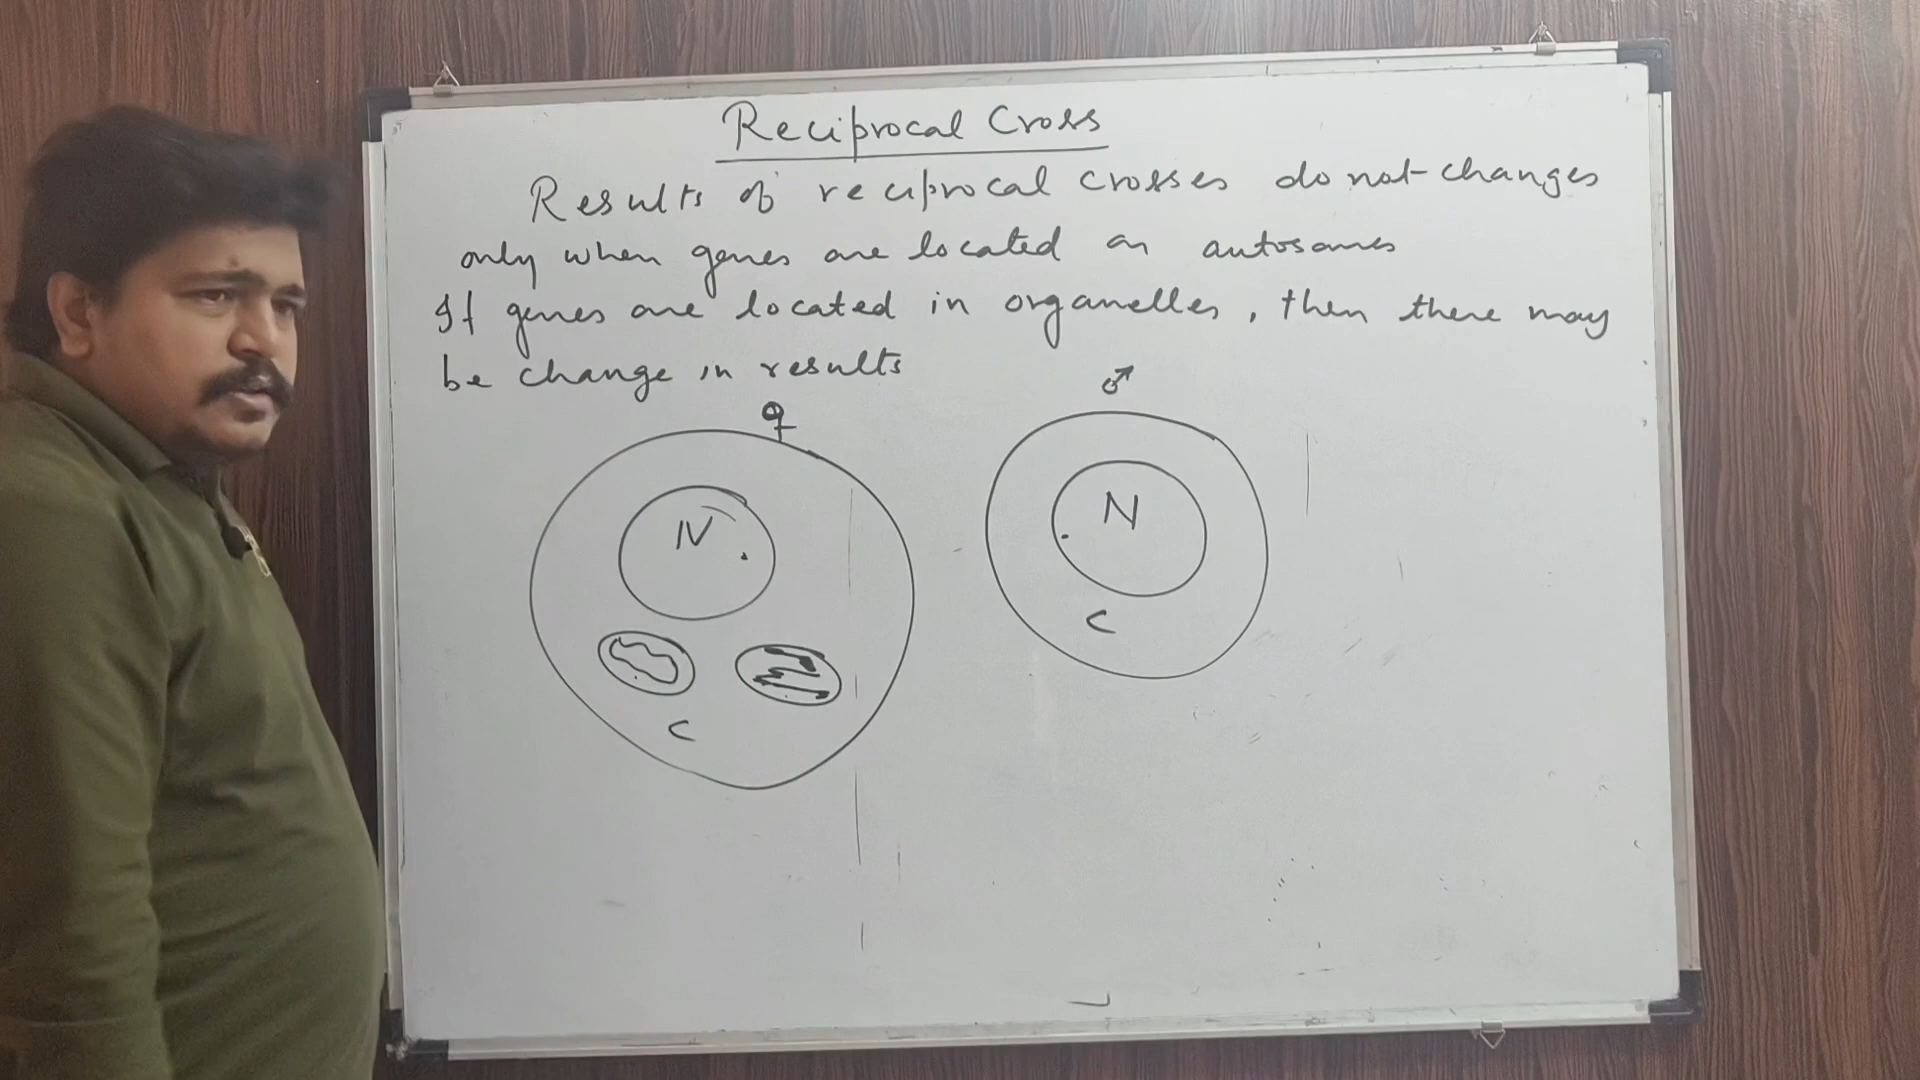 Reciprocal Cross
Results of reciprocal crosses do not changes
only when genes are located on autosomes
If genes are located in organelles, then there may
be change in results
♂
♀
N
N
C
C